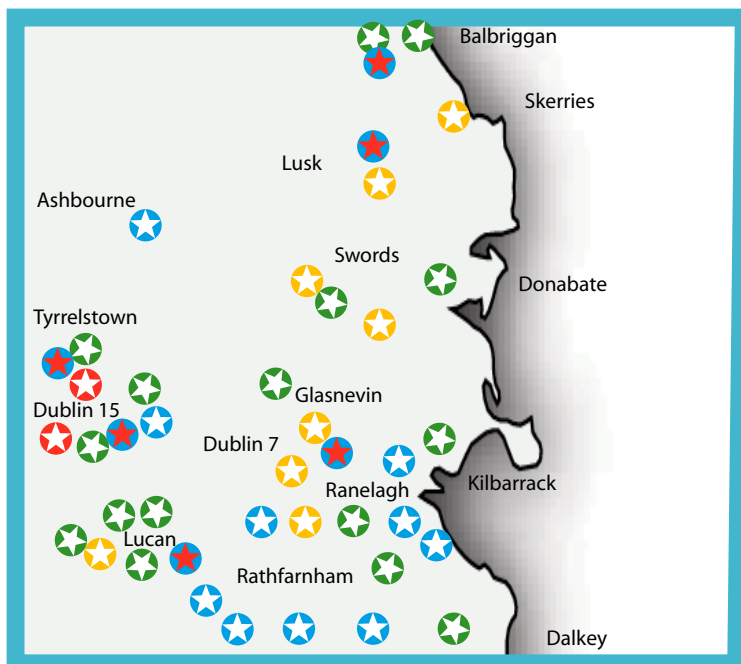 Balbriggan
Skerries
Lusk
Ashbourne
Swords
Donabate
Tyrrelstown
Glasnevin
Dublin 15
Dublin 7
Kilbarrack
Ranelagh
Lucan
Rathfarnham
Dalkey